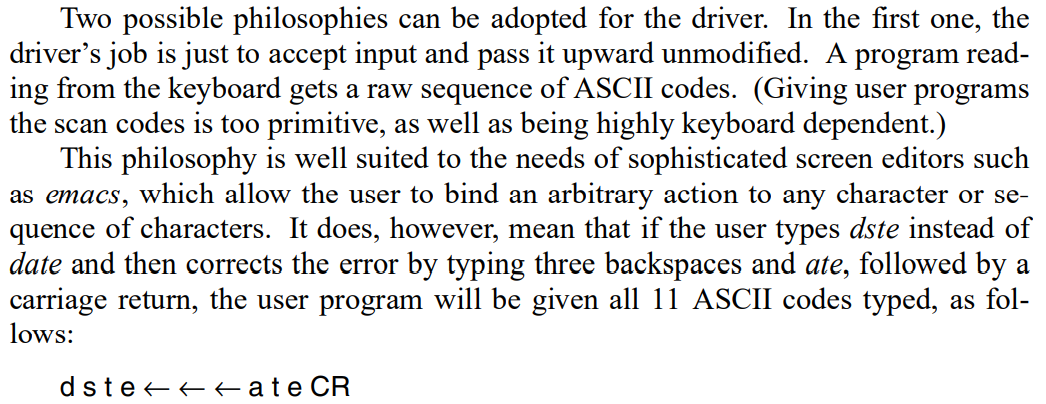 Two possible philosophies can be adopted for the driver. In the first one, the
driver's job is just to accept input and pass it upward unmodified. A program read-
ing from the keyboard gets a raw sequence of ASCII codes. (Giving user programs
the scan codes is too primitive, as well as being highly keyboard dependent.)
This philosophy is well suited to the needs of sophisticated screen editors such
as emacs, which allow the user to bind an arbitrary action to any character or se-
quence of characters. It does, however, mean that if the user types dste instead of
date and then corrects the error by typing three backspaces and ate, followed by a
carriage return, the user program will be given all 11 ASCII codes typed, as fol-
lows:
d s t e ← ← ← a t e CR